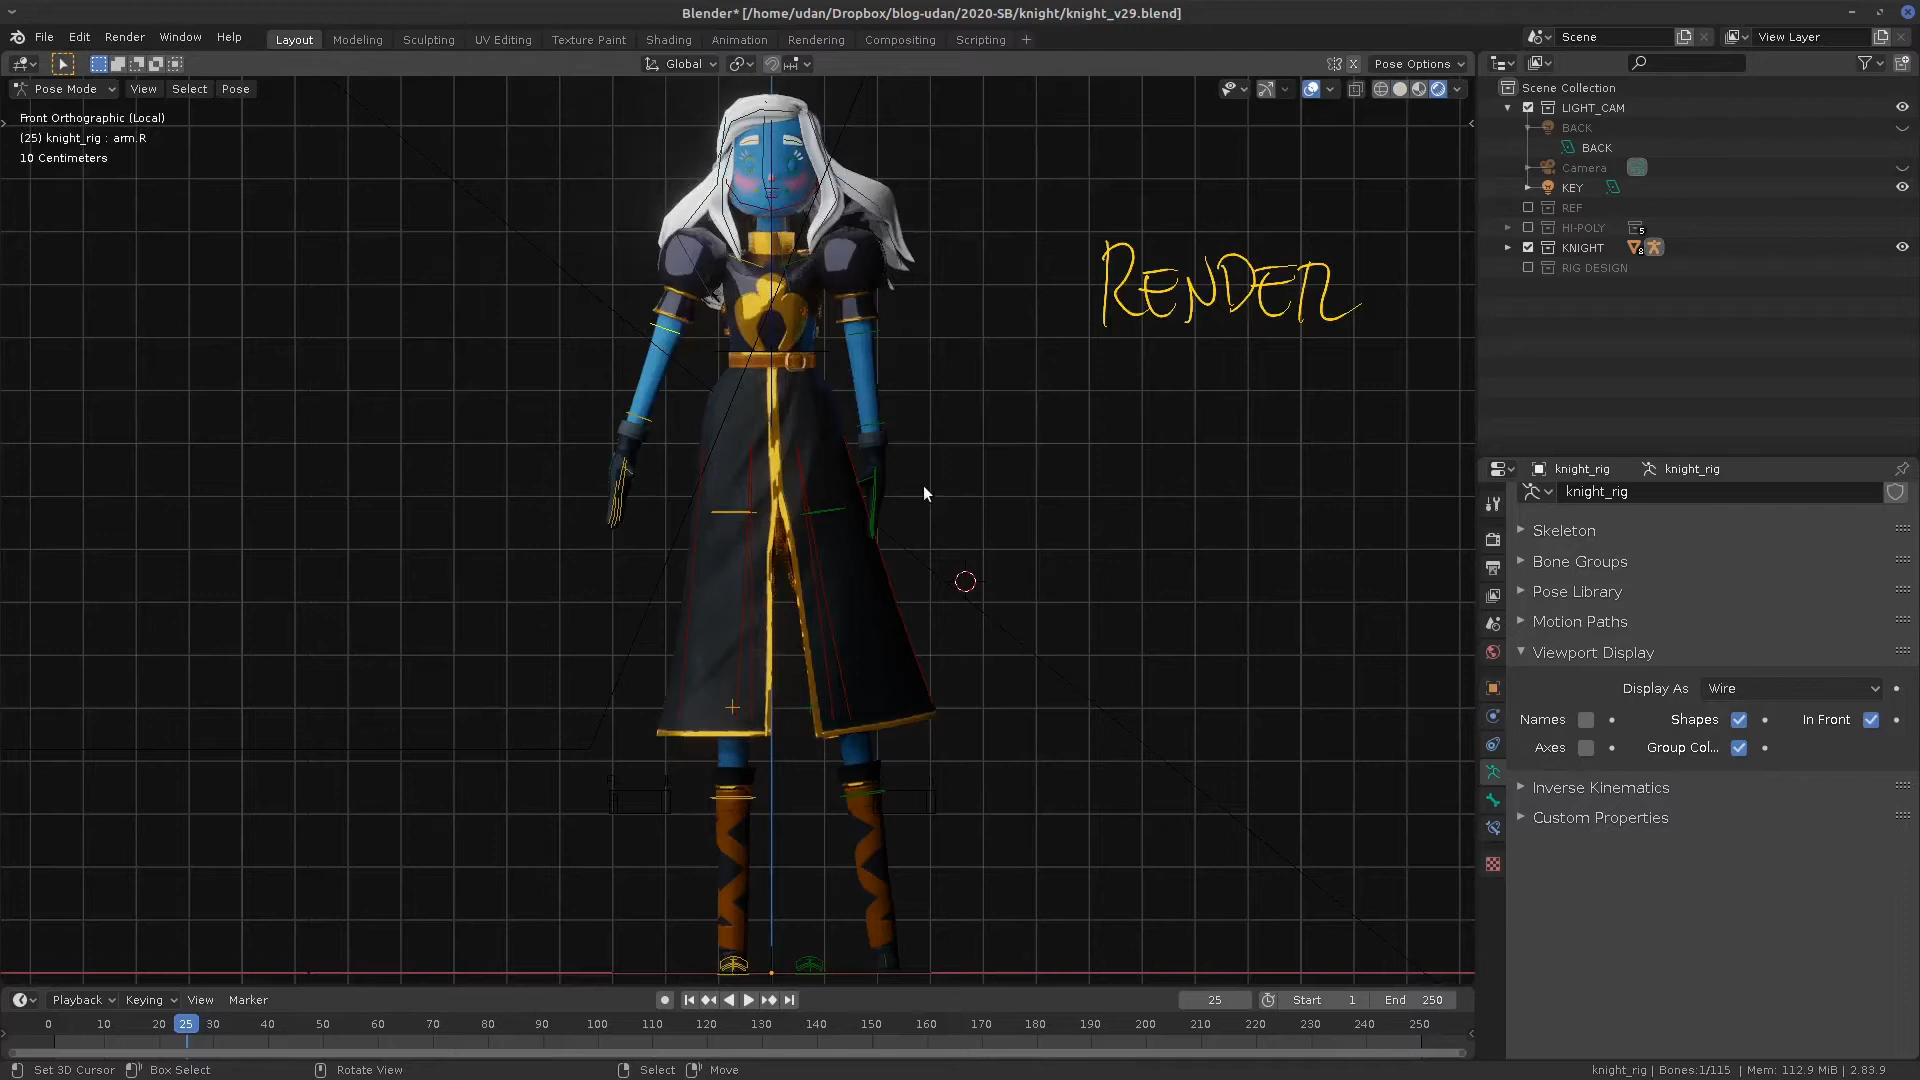 Blender* [/home/udan/Dropbox/blog-udan/2020-SB/knight/knight_v29.blend]
File Edit Render Window Help Layout Modeling Sculpting UV Editing Texture Paint Shading Animation Rendering Compositing Scripting Scene View Layer
Global Pose Options
Pose Mode View Select Pose
Front Orthographic (Local)
(25) knight_rig : arm.R
10 Centimeters
RENDER
Scene Collection
LIGHT_CAM
BACK
BACK
Camera
KEY
REF
HI-POLY 5
KNIGHT 8
RIG DESIGN
knight_rig knight_rig
knight_rig
Skeleton
Bone Groups
Pose Library
Motion Paths
Viewport Display
Display As Wire
Names Shapes In Front
Axes Group Col...
Inverse Kinematics
Custom Properties
Playback Keying View Marker 25 Start 1 End 250
0 10 20 25 30 40 50 60 70 80 90 100 110 120 130 140 150 160 170 180 190 200 210 220 230 240 250
Set 3D Cursor Box Select Rotate View Select Move knight_rig | Bones:1/115 | Mem: 112.9 MiB | 2.83.9